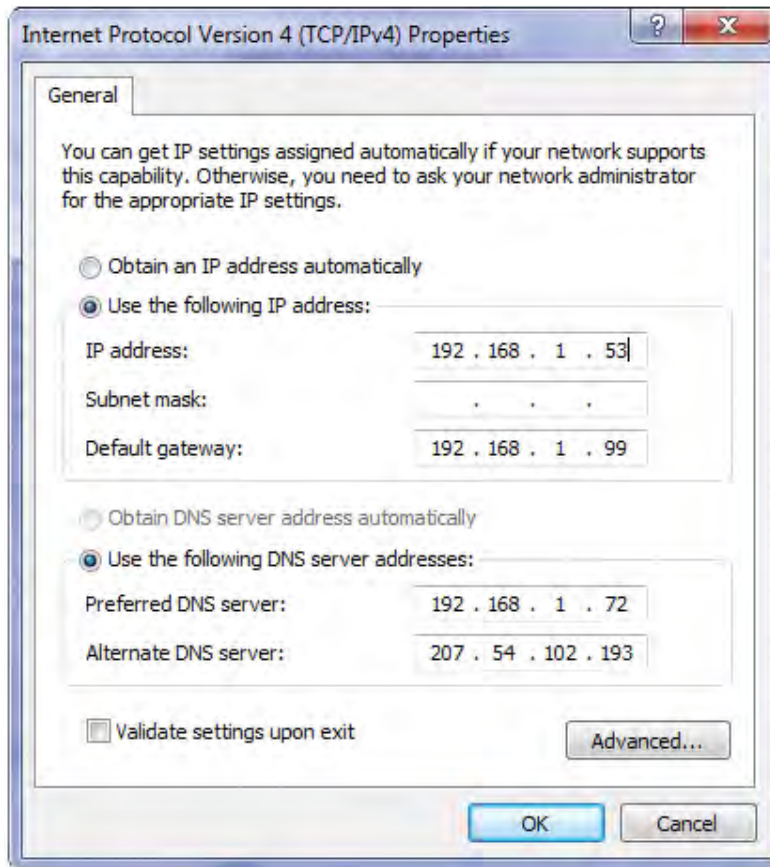 Internet Protocol Version 4 (TCP/IPv4) Properties
General
You can get IP settings assigned automatically if your network supports
this capability. Otherwise, you need to ask your network administrator
for the appropriate IP settings.
Obtain an IP address automatically
Use the following IP address:
IP address: 192 . 168 . 1 . 53
Subnet mask: . . .
Default gateway: 192 . 168 . 1 . 99
Obtain DNS server address automatically
Use the following DNS server addresses:
Preferred DNS server: 192 . 168 . 1 . 72
Alternate DNS server: 207 . 54 . 102 . 193
Validate settings upon exit
Advanced...
OK Cancel